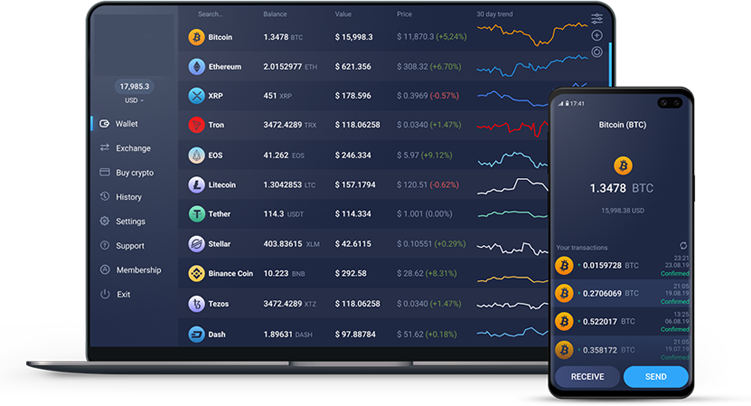 Search... Balance Value Price 30 day trend
17,985.3
USD
Wallet
Exchange
Buy crypto
History
Settings
Support
Membership
Exit
Bitcoin 1.3478 BTC $ 15,998.3 $ 11,870.3 (+5,24%)
Ethereum 2.0152977 ETH $ 621.356 $ 308.32 (+6.70%)
XRP 451 XRP $ 178.596 $ 0.3969 (-0.57%)
Tron 3472.4289 TRX $ 118.06258 $ 0.0340 (+1.47%)
EOS 41.262 EOS $ 246.334 $ 5.97 (+9.12%)
Litecoin 1.3042853 LTC $ 157.1794 $ 120.51 (-0.62%)
Tether 114.3 USDT $ 114.334 $ 1.001 (0.00%)
Stellar 403.83615 XLM $ 42.6115 $ 0.10551 (+0.29%)
Binance Coin 10.223 BNB $ 292.58 $ 28.62 (+8.31%)
Tezos 3472.4289 XTZ $ 118.06258 $ 0.0340 (+1.47%)
Dash 1.89631 DASH $ 97.88784 $ 51.62 (+0.18%)
17:41
Bitcoin (BTC)
1.3478 BTC
15,998.38 USD
Your transactions
+ 0.0159728 BTC 23:21
23.08.19
Confirmed
+ 0.2706069 BTC 21:05
19.08.19
Confirmed
+ 0.522017 BTC 13:25
06.08.19
Confirmed
+ 0.358172 BTC 21:05
19.07.19
Confirmed
RECEIVE SEND